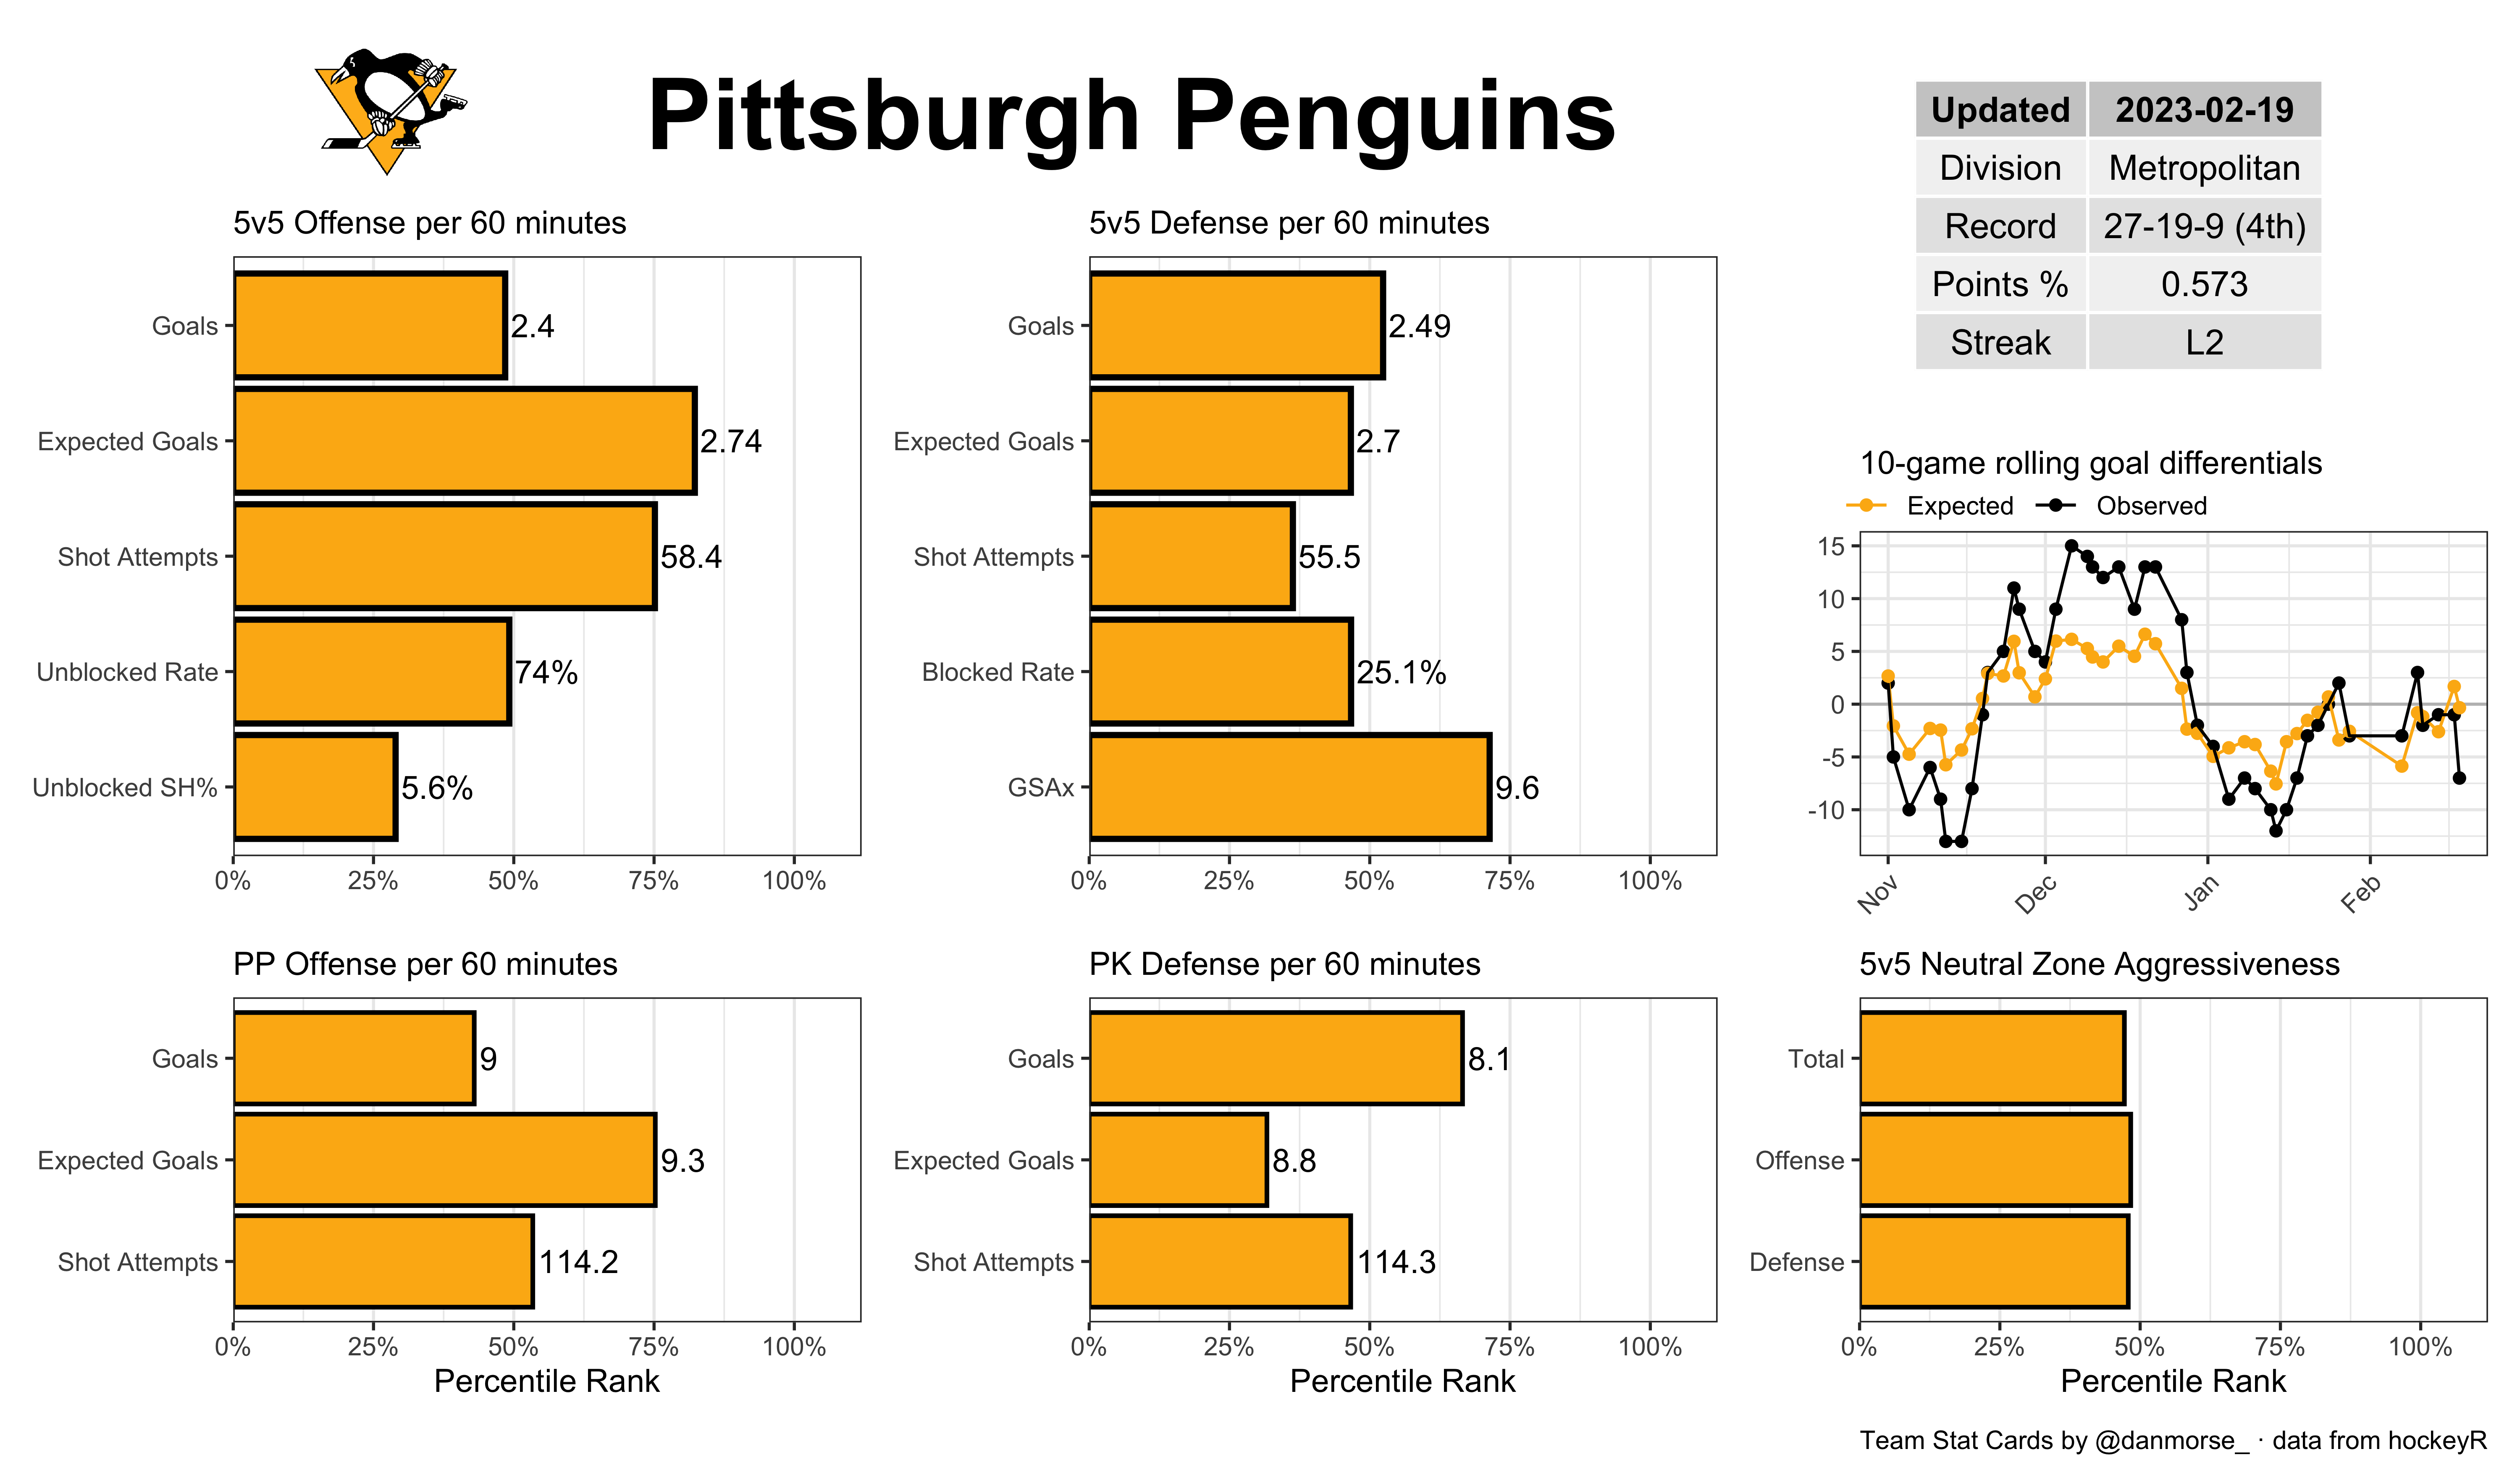 Pittsburgh Penguins
Updated 2023-02-19
Division Metropolitan
Record 27-19-9 (4th)
Points % 0.573
Streak L2
5v5 Offense per 60 minutes
Goals 2.4
Expected Goals 2.74
Shot Attempts 58.4
Unblocked Rate 74%
Unblocked SH% 5.6%
0% 25% 50% 75% 100%
5v5 Defense per 60 minutes
Goals 2.49
Expected Goals 2.7
Shot Attempts 55.5
Blocked Rate 25.1%
GSAx 9.6
0% 25% 50% 75% 100%
10-game rolling goal differentials
Expected Observed
15
10
5
0
-5
-10
Nov Dec Jan Feb
PP Offense per 60 minutes
Goals 9
Expected Goals 9.3
Shot Attempts 114.2
0% 25% 50% 75% 100%
Percentile Rank
PK Defense per 60 minutes
Goals 8.1
Expected Goals 8.8
Shot Attempts 114.3
0% 25% 50% 75% 100%
Percentile Rank
5v5 Neutral Zone Aggressiveness
Total
Offense
Defense
0% 25% 50% 75% 100%
Percentile Rank
Team Stat Cards by @danmorse_ · data from hockeyR